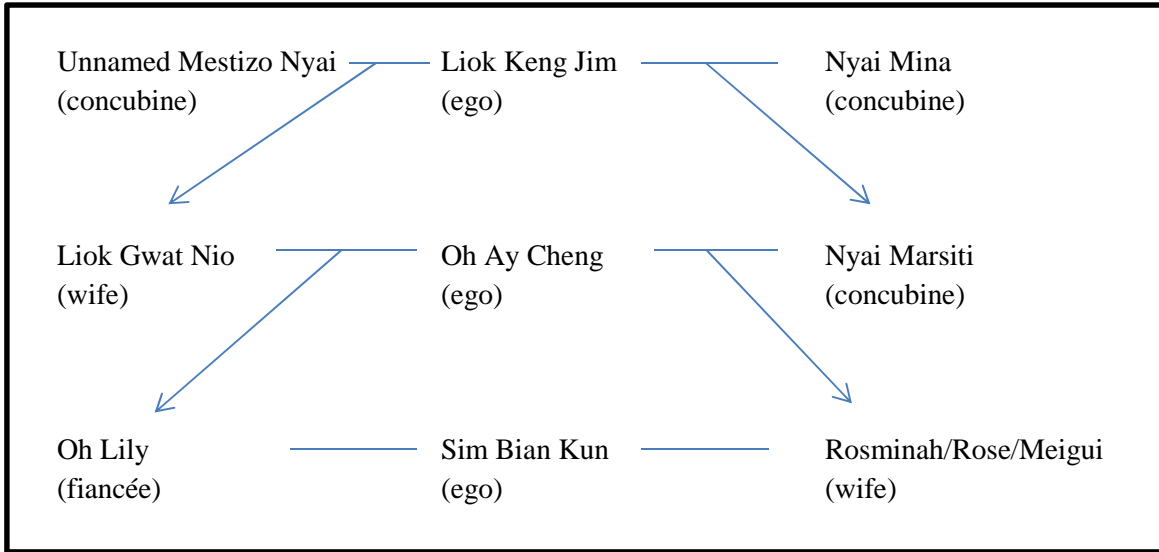 Unnamed Mestizo Nyai Liok Keng Jim Nyai Mina
(concubine) (ego) (concubine)
Liok Gwat Nio Oh Ay Cheng Nyai Marsiti
(wife) (ego) (concubine)
Oh Lily Sim Bian Kun Rosminah/Rose/Meigui
(fiancée) (ego) (wife)